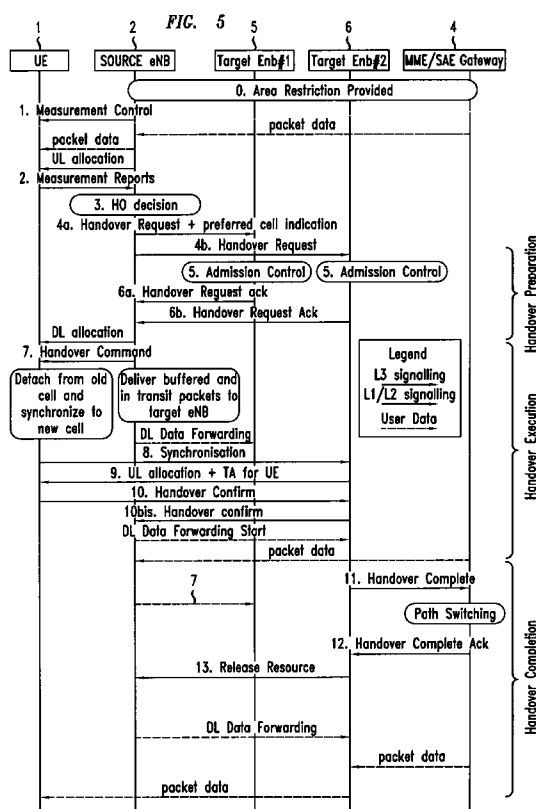 FIG. 5
1 2 5 6 4
UE SOURCE eNB Target Enb#1 Target Enb#2 MME/SAE Gateway
0. Area Restriction Provided
1. Measurement Control
packet data
packet data
UL allocation
2. Measurement Reports
3. HO decision
4a. Handover Request + preferred cell indication
4b. Handover Request
5. Admission Control 5. Admission Control
6a. Handover Request ack
6b. Handover Request Ack
Handover Preparation
DL allocation
7. Handover Command
Detach from old
cell and
synchronize to
new cell
Deliver buffered and
in transit packets to
target eNB
Legend
L3 signalling
L1/L2 signalling
User Data
DL Data Forwarding
8. Synchronisation
9. UL allocation + TA for UE
10. Handover Confirm
10bis. Handover confirm
DL Data Forwarding Start
Handover Execution
packet data
11. Handover Complete
7
Path Switching
12. Handover Complete Ack
13. Release Resource
DL Data Forwarding
packet data
packet data
Handover Completion